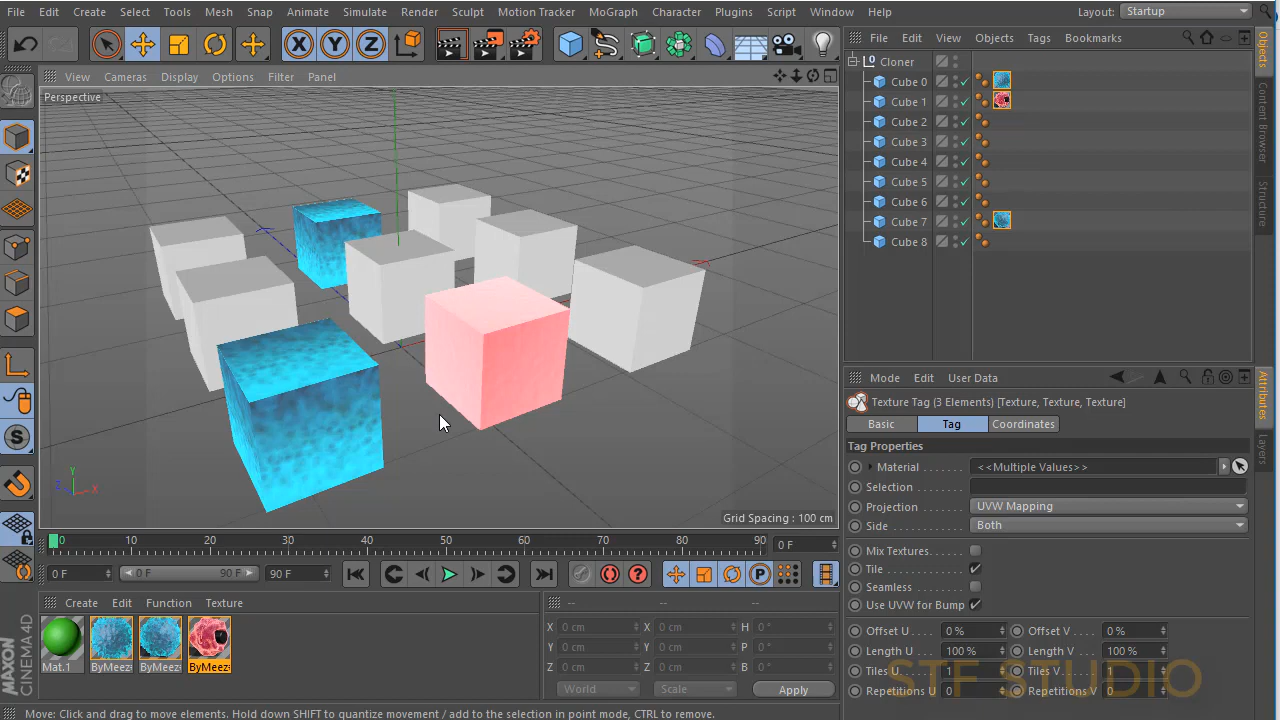 File Edit Create Select Tools Mesh Snap Animate Simulate Render Sculpt Motion Tracker MoGraph Character Plugins Script Window Help Layout: Startup
X Y Z
View Cameras Display Options Filter Panel
Perspective
Grid Spacing : 100 cm
Y
Z X
File Edit View Objects Tags Bookmarks
Cloner
Cube 0
Cube 1
Cube 2
Cube 3
Cube 4
Cube 5
Cube 6
Cube 7
Cube 8
Objects
Content Browser
Structure
Mode Edit User Data
Texture Tag (3 Elements) [Texture, Texture, Texture]
Basic Tag Coordinates
Tag Properties
Material <<Multiple Values>>
Selection
Projection UVW Mapping
Side Both
Mix Textures
Tile
Seamless
Use UVW for Bump
Offset U 0 % Offset V 0 %
Length U 100 % Length V 100 %
Tiles U 1 Tiles V 1
Repetitions U 0 Repetitions V 0
Attributes
Layers
STF STUDIO
0 10 20 30 40 50 60 70 80 90 0 F
0 F 0 F 90 F 90 F
Create Edit Function Texture
Mat.1 ByMeez ByMeez ByMeez
-- -- --
X 0 cm X 0 cm H 0 °
Y 0 cm Y 0 cm P 0 °
Z 0 cm Z 0 cm B 0 °
World Scale Apply
MAXON CINEMA 4D
Move: Click and drag to move elements. Hold down SHIFT to quantize movement / add to the selection in point mode, CTRL to remove.